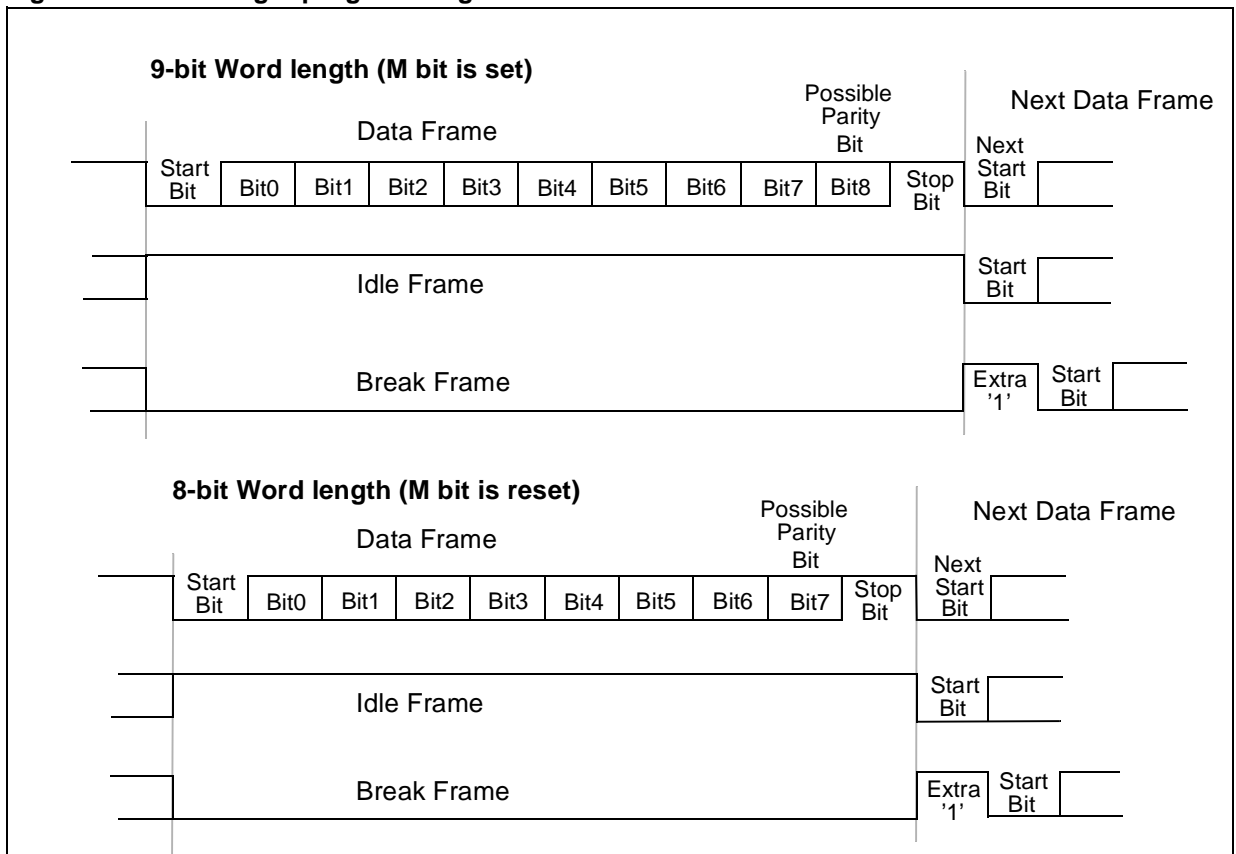 9-bit Word length (M bit is set)
Possible
Parity
Bit
Next Data Frame
Data Frame
Start
Bit
Bit0
Bit1
Bit2
Bit3
Bit4
Bit5
Bit6
Bit7
Bit8
Stop
Bit
Next
Start
Bit
Idle Frame
Start
Bit
Break Frame
Extra
'1'
Start
Bit
8-bit Word length (M bit is reset)
Possible
Parity
Bit
Next Data Frame
Data Frame
Start
Bit
Bit0
Bit1
Bit2
Bit3
Bit4
Bit5
Bit6
Bit7
Stop
Bit
Next
Start
Bit
Idle Frame
Start
Bit
Break Frame
Extra
'1'
Start
Bit